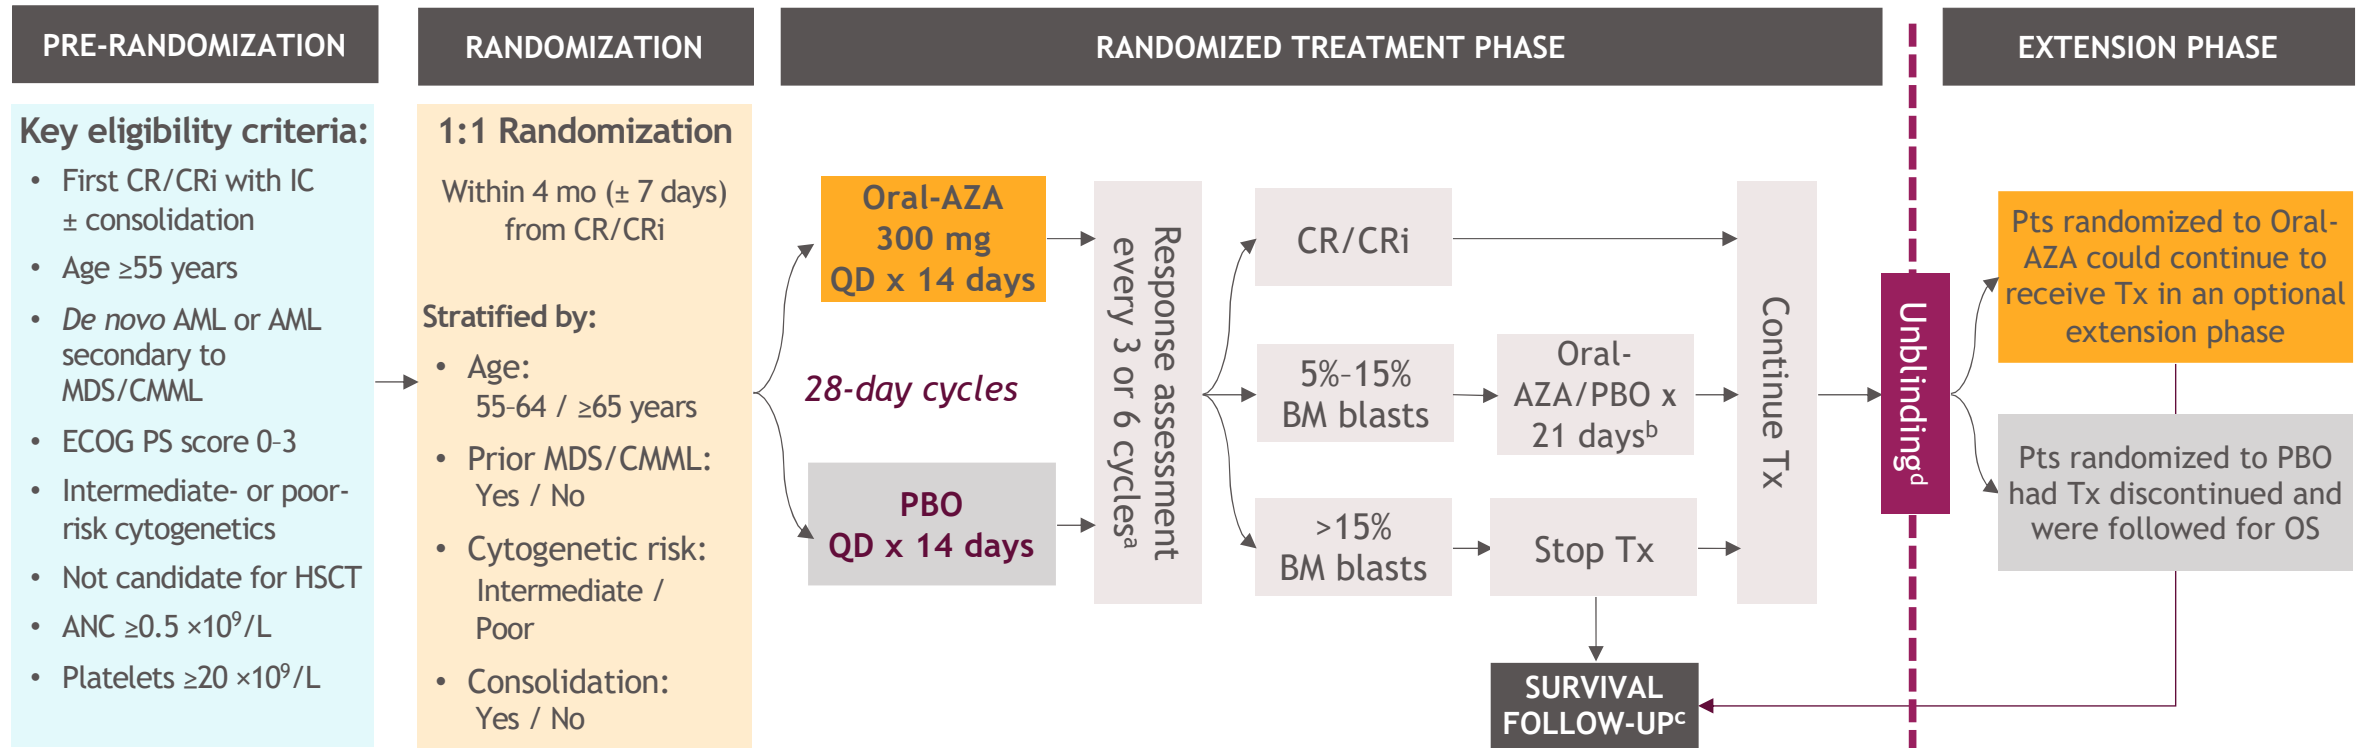 PRE-RANDOMIZATION
Key eligibility criteria:
• First CR/CRi with IC
± consolidation
• Age ≥55 years
• De novo AML or AML
secondary to
MDS/CMML
• ECOG PS score 0–3
• Intermediate- or poor-
risk cytogenetics
• Not candidate for HSCT
• ANC ≥0.5 ×10⁹/L
• Platelets ≥20 ×10⁹/L
RANDOMIZATION
1:1 Randomization
Within 4 mo (± 7 days)
from CR/CRi
Stratified by:
• Age:
55–64 / ≥65 years
• Prior MDS/CMML:
Yes / No
• Cytogenetic risk:
Intermediate /
Poor
• Consolidation:
Yes / No
RANDOMIZED TREATMENT PHASE
Oral-AZA
300 mg
QD x 14 days
28-day cycles
PBO
QD x 14 days
Response assessment
every 3 or 6 cyclesᵃ
CR/CRi
5%–15%
BM blasts
Oral-
AZA/PBO x
21 daysᵇ
>15%
BM blasts
Stop Tx
Continue Tx
SURVIVAL
FOLLOW-UPᶜ
Unblindingᵈ
EXTENSION PHASE
Pts randomized to Oral-
AZA could continue to
receive Tx in an optional
extension phase
Pts randomized to PBO
had Tx discontinued and
were followed for OS